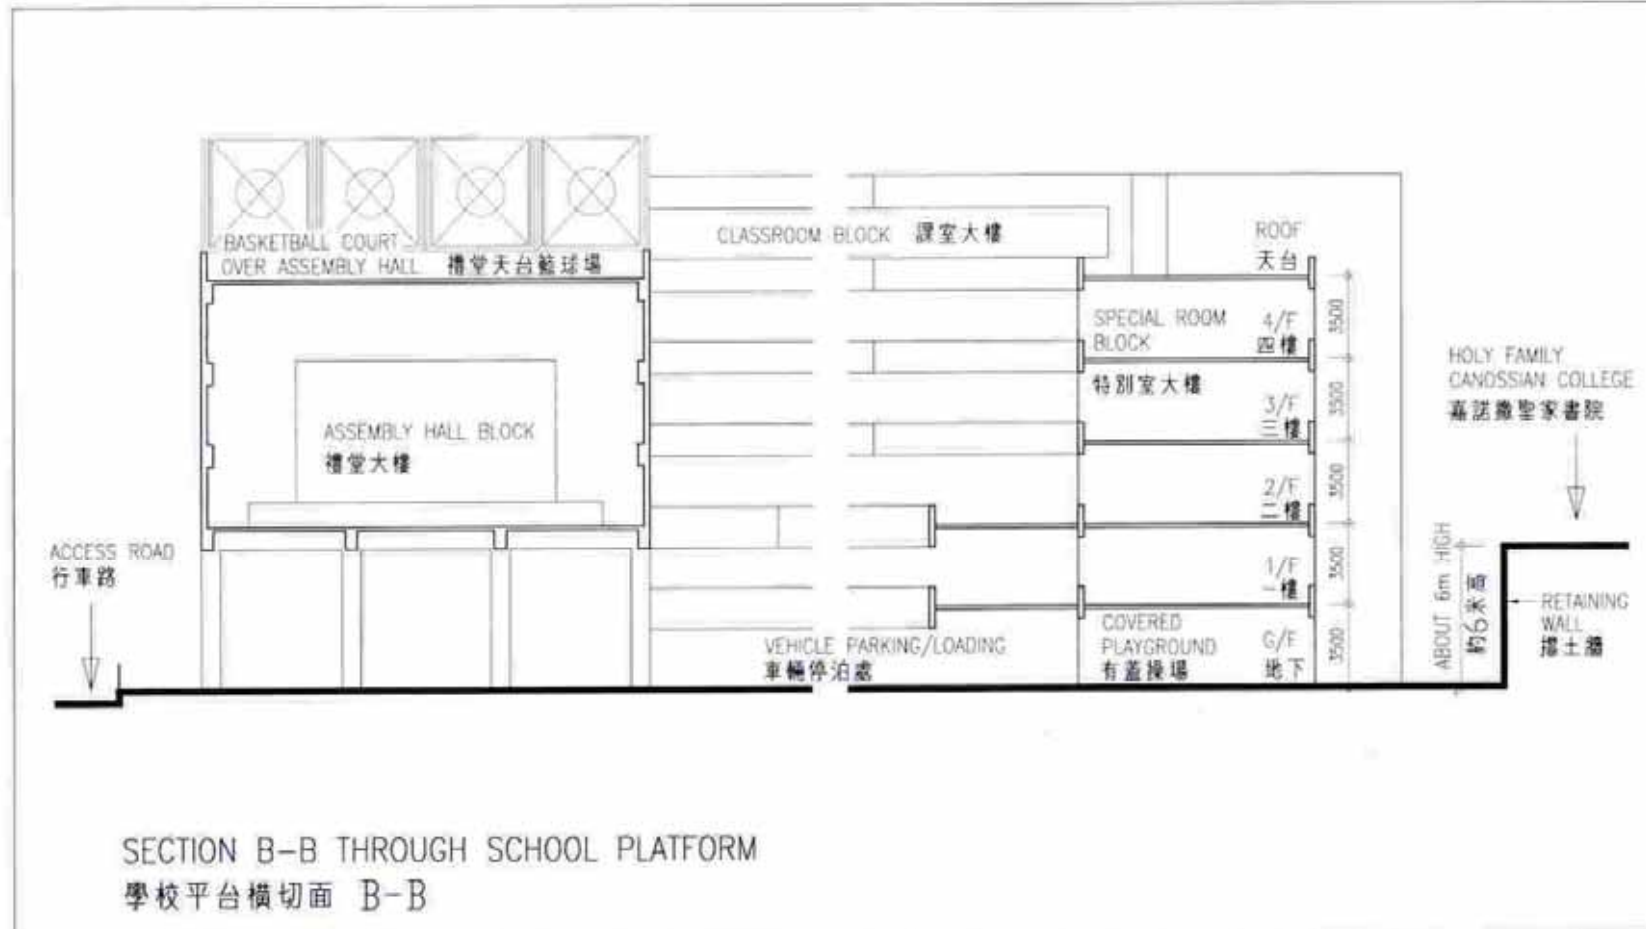 BASKETBALL COURT
OVER ASSEMBLY HALL 禮堂天台籃球場
CLASSROOM BLOCK 課室大樓
ROOF
天台
SPECIAL ROOM
BLOCK
特別室大樓
4/F
四樓
3500
HOLY FAMILY
CANOSSIAN COLLEGE
嘉諾撒聖家書院
3/F
三樓
3500
ASSEMBLY HALL BLOCK
禮堂大樓
2/F
二樓
3500
ACCESS ROAD
行車路
1/F
一樓
3500
ABOUT 6m HIGH
約6米高
RETAINING
WALL
擋土牆
VEHICLE PARKING/LOADING
車輛停泊處
COVERED
PLAYGROUND
有蓋操場
G/F
地下
3500
SECTION B-B THROUGH SCHOOL PLATFORM
學校平台橫切面 B-B